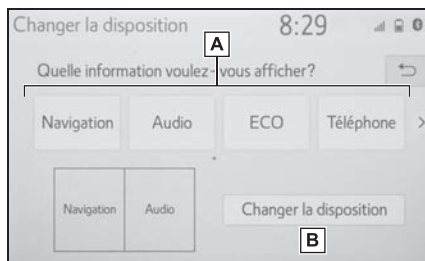 Changer la disposition 8:29 0
A
Quelle information voulez-vous afficher?
Navigation Audio ECO Téléphone >
Navigation Audio Changer la disposition
B